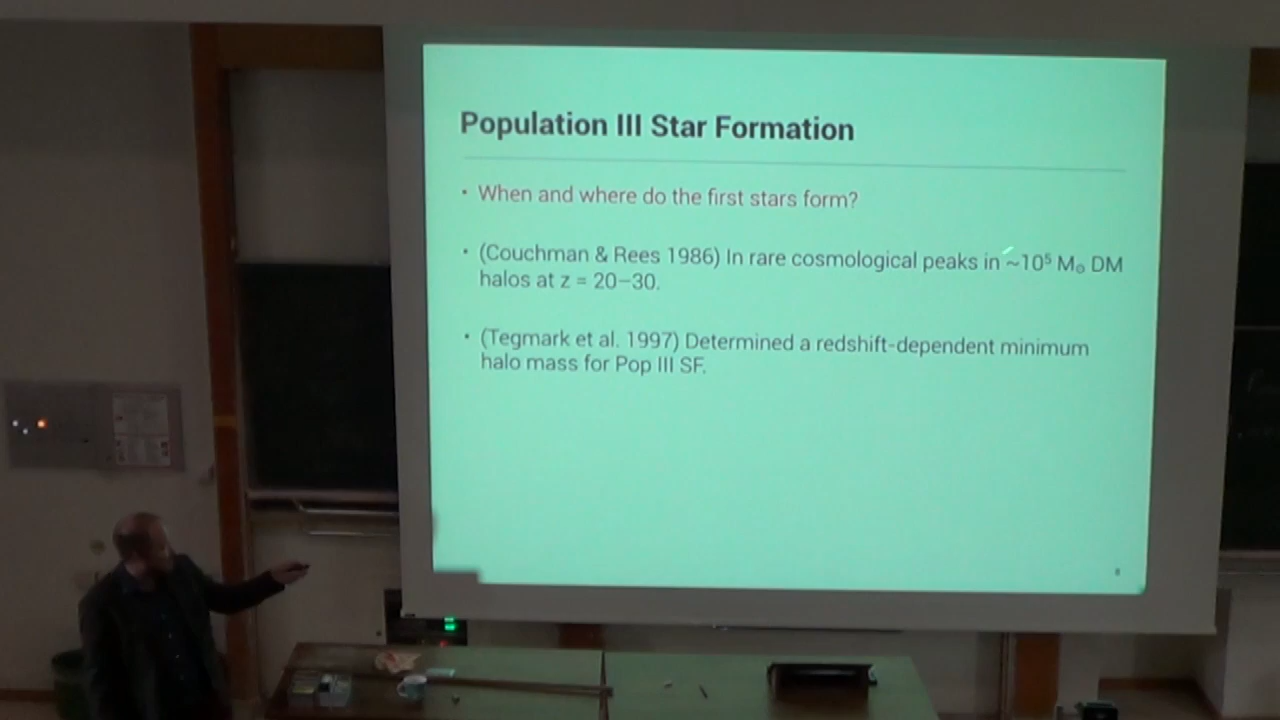 Population III Star Formation
• When and where do the first stars form?
• (Couchman & Rees 1986) In rare cosmological peaks in ~10⁵ M☉ DM
halos at z = 20–30.
• (Tegmark et al. 1997) Determined a redshift-dependent minimum
halo mass for Pop III SF.